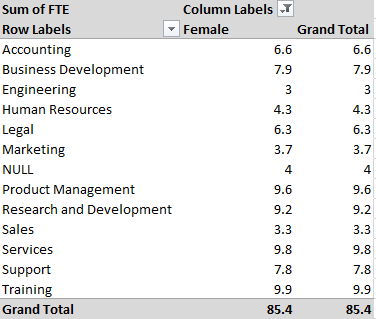 Sum of FTE Column Labels
Row Labels Female Grand Total
Accounting 6.6 6.6
Business Development 7.9 7.9
Engineering 3 3
Human Resources 4.3 4.3
Legal 6.3 6.3
Marketing 3.7 3.7
NULL 4 4
Product Management 9.6 9.6
Research and Development 9.2 9.2
Sales 3.3 3.3
Services 9.8 9.8
Support 7.8 7.8
Training 9.9 9.9
Grand Total 85.4 85.4